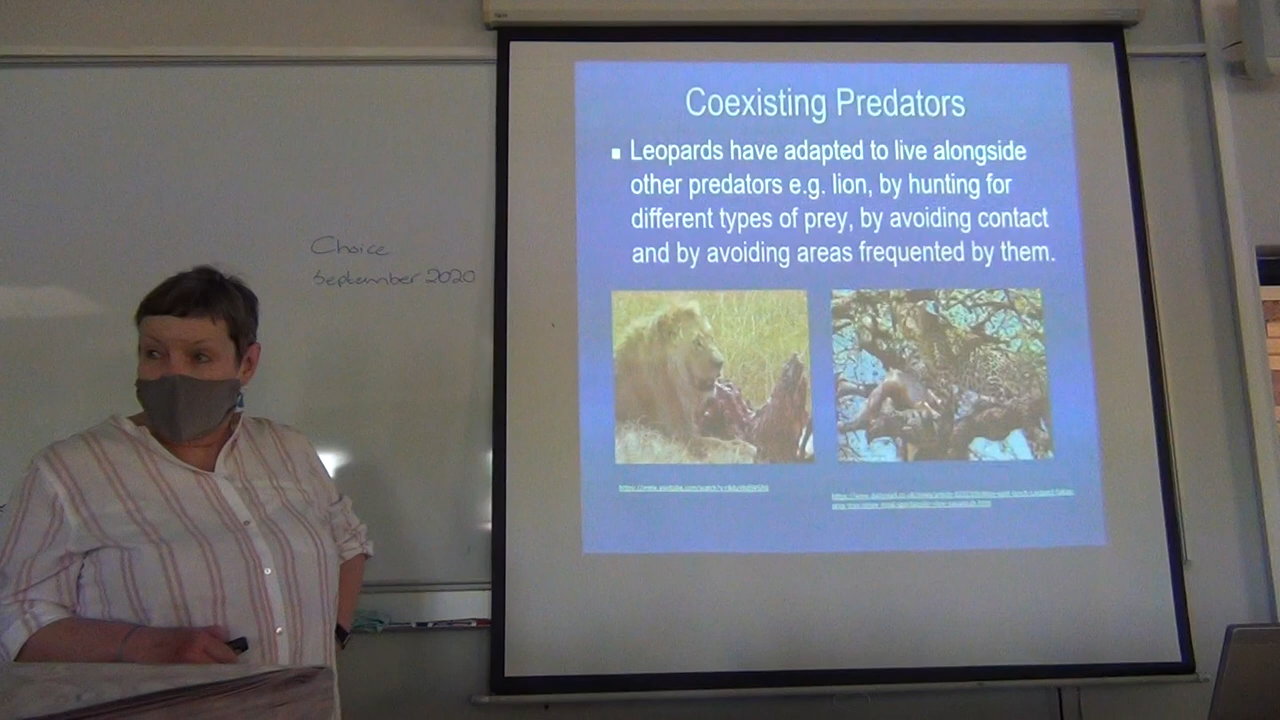 Choice
September 2020
Coexisting Predators
Leopards have adapted to live alongside
other predators e.g. lion, by hunting for
different types of prey, by avoiding contact
and by avoiding areas frequented by them.